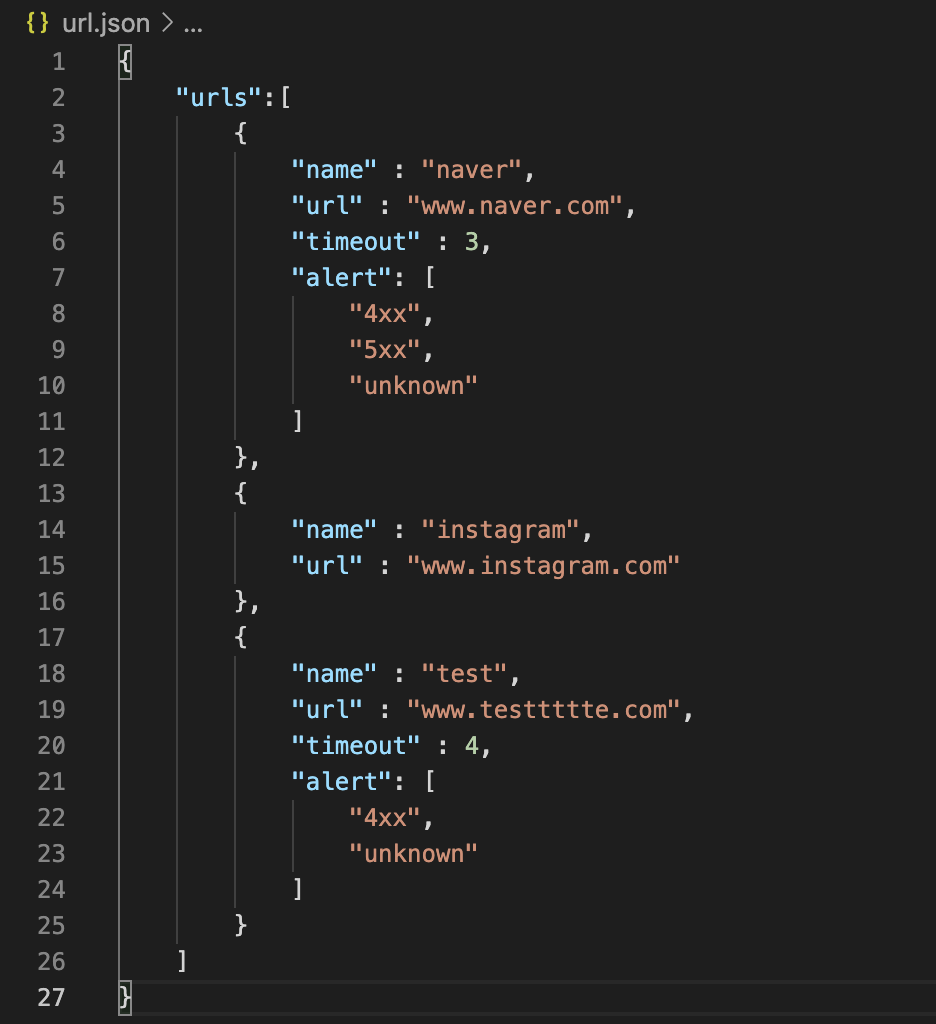 {} url.json > ...
1 {
2     "urls":[
3         {
4             "name" : "naver",
5             "url" : "www.naver.com",
6             "timeout" : 3,
7             "alert": [
8                 "4xx",
9                 "5xx",
10                 "unknown"
11             ]
12         },
13         {
14             "name" : "instagram",
15             "url" : "www.instagram.com"
16         },
17         {
18             "name" : "test",
19             "url" : "www.testtttte.com",
20             "timeout" : 4,
21             "alert": [
22                 "4xx",
23                 "unknown"
24             ]
25         }
26     ]
27 }